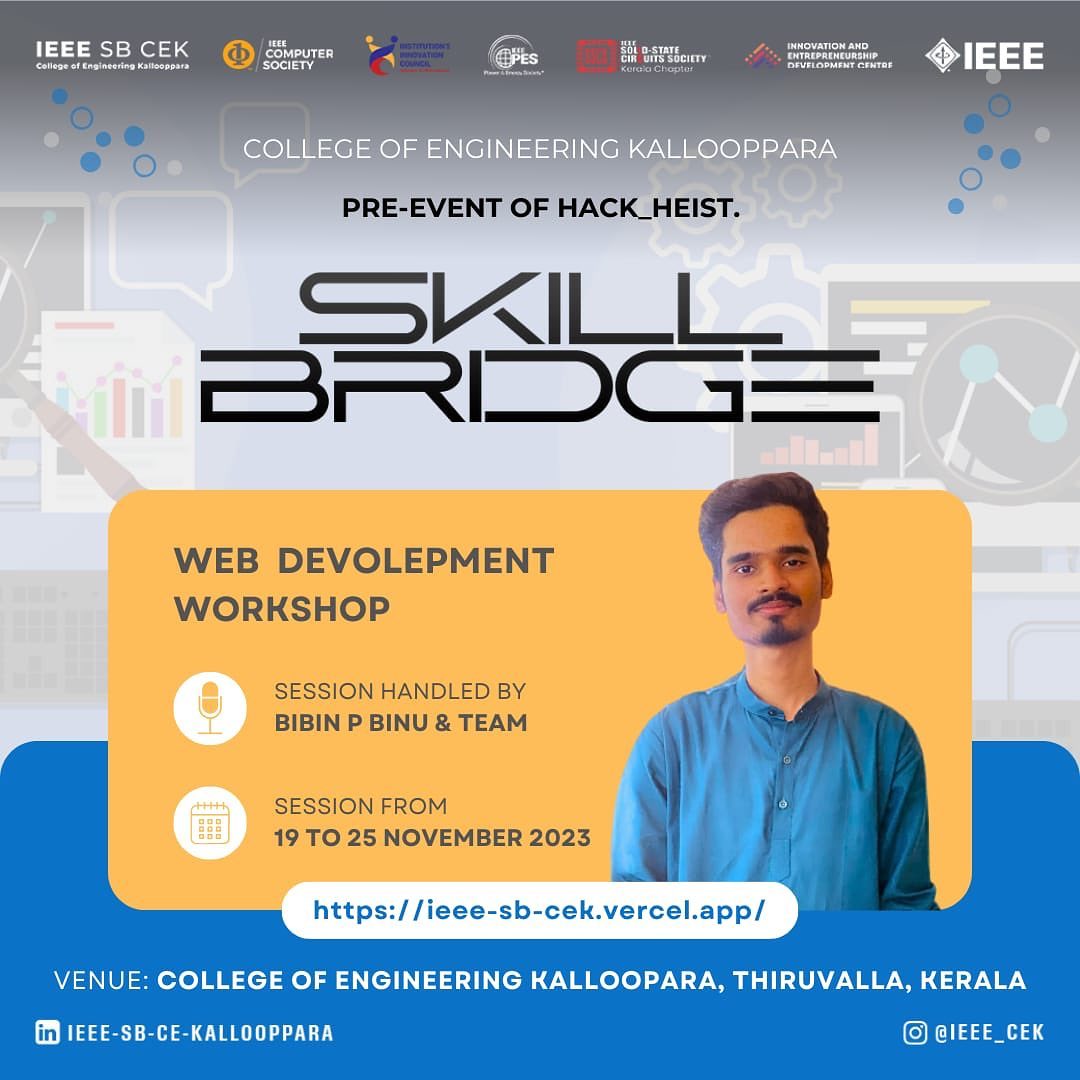 IEEE SB CEK
College of Engineering Kallooppara
IEEE
COMPUTER
SOCIETY
INSTITUTION'S
INNOVATION
COUNCIL
IEEE
PES
Power & Energy Society®
IEEE
SOLID-STATE
CIRCUITS SOCIETY
Kerala Chapter
INNOVATION AND
ENTREPRENEURSHIP
DEVELOPMENT CENTRE
IEEE
COLLEGE OF ENGINEERING KALLOOPPARA
PRE-EVENT OF HACK_HEIST.
SKILL
BRIDGE
WEB DEVOLEPMENT
WORKSHOP
SESSION HANDLED BY
BIBIN P BINU & TEAM
SESSION FROM
19 TO 25 NOVEMBER 2023
https://ieee-sb-cek.vercel.app/
VENUE: COLLEGE OF ENGINEERING KALLOOPARA, THIRUVALLA, KERALA
in IEEE-SB-CE-KALLOOPPARA
@IEEE_CEK